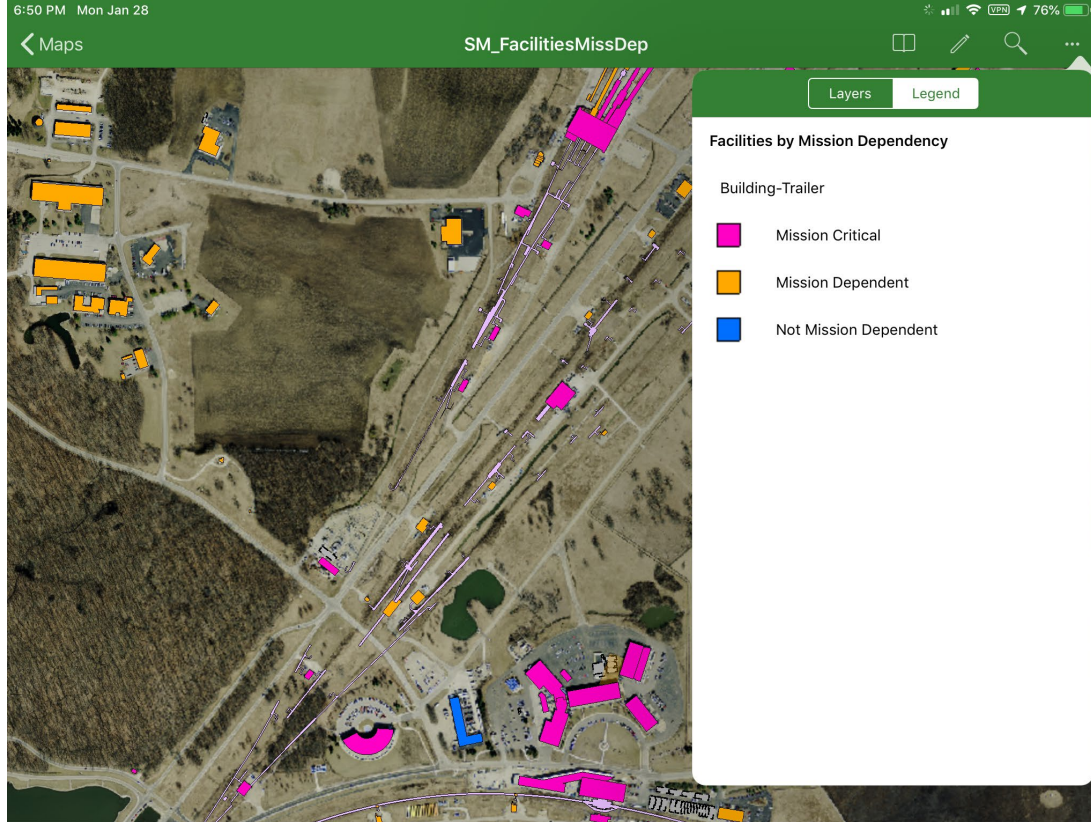 6:50 PM Mon Jan 28
VPN 76%
Maps
SM_FacilitiesMissDep
Layers Legend
Facilities by Mission Dependency
Building-Trailer
Mission Critical
Mission Dependent
Not Mission Dependent